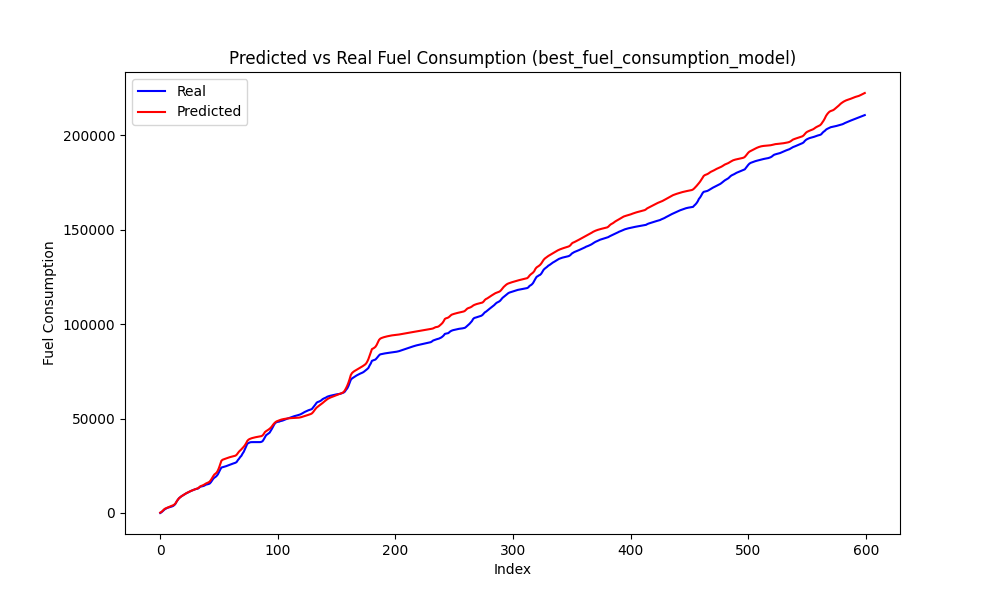 Predicted vs Real Fuel Consumption (best_fuel_consumption_model)
Real
Predicted
200000
150000
100000
50000
0
Fuel Consumption
0 100 200 300 400 500 600
Index